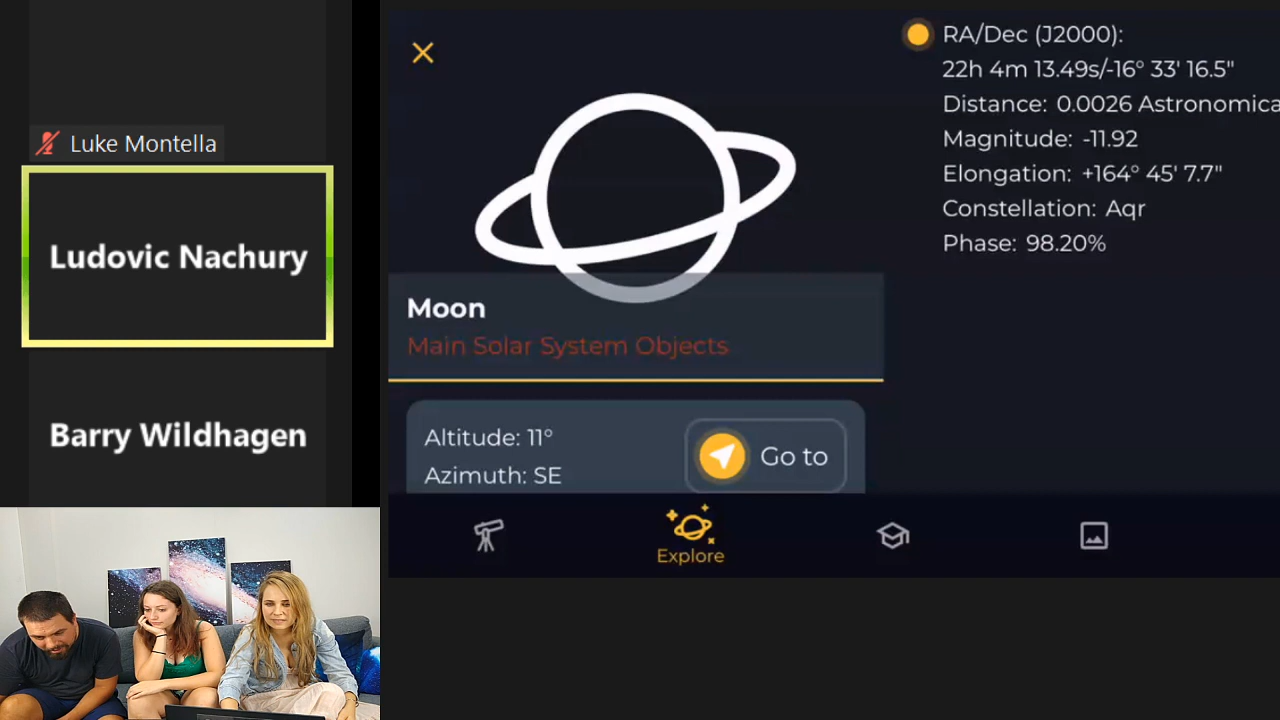 Luke Montella
Ludovic Nachury
Barry Wildhagen
RA/Dec (J2000):
22h 4m 13.49s/-16° 33' 16.5"
Distance: 0.0026 Astronomica
Magnitude: -11.92
Elongation: +164° 45' 7.7"
Constellation: Aqr
Phase: 98.20%
Moon
Main Solar System Objects
Altitude: 11°
Azimuth: SE
Go to
Explore